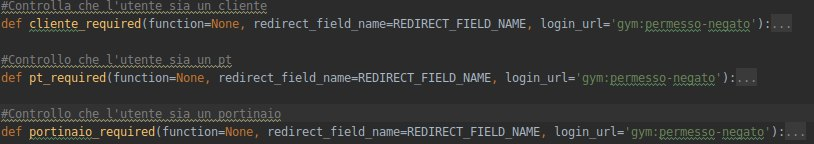 #Controlla che l'utente sia un cliente
def cliente_required(function=None, redirect_field_name=REDIRECT_FIELD_NAME, login_url='gym:permesso-negato'):...
#Controllo che l'utente sia un pt
def pt_required(function=None, redirect_field_name=REDIRECT_FIELD_NAME, login_url='gym:permesso-negato'):...
#Controllo che l'utente sia un portinaio
def portinaio_required(function=None, redirect_field_name=REDIRECT_FIELD_NAME, login_url='gym:permesso-negato'):...